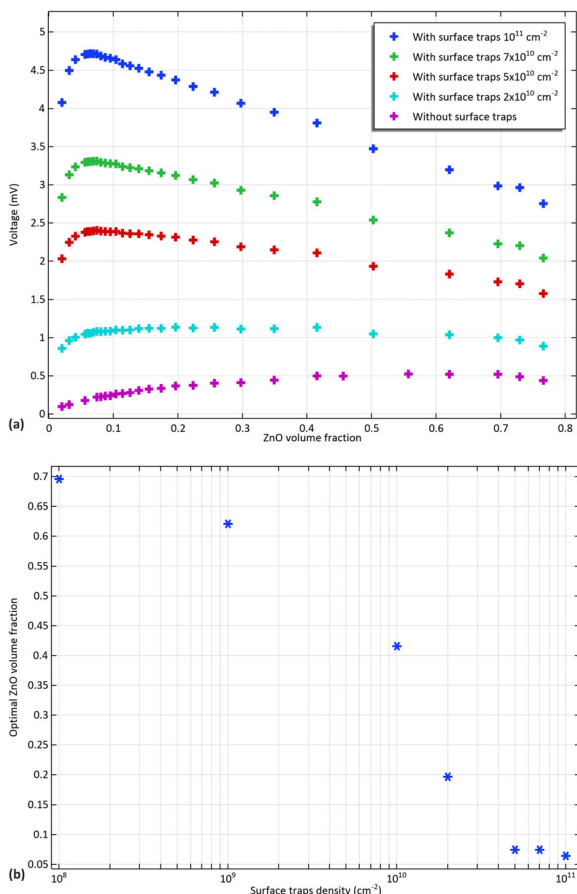 5
4.5
4
3.5
3
2.5
2
1.5
1
0.5
0
Voltage (mV)
With surface traps 10¹¹ cm⁻²
With surface traps 7x10¹⁰ cm⁻²
With surface traps 5x10¹⁰ cm⁻²
With surface traps 2x10¹⁰ cm⁻²
Without surface traps
0 0.1 0.2 0.3 0.4 0.5 0.6 0.7 0.8
(a) ZnO volume fraction
0.7
0.65
0.6
0.55
0.5
0.45
0.4
0.35
0.3
0.25
0.2
0.15
0.1
0.05
Optimal ZnO volume fraction
10⁸ 10⁹ 10¹⁰ 10¹¹
(b) Surface traps density (cm⁻²)